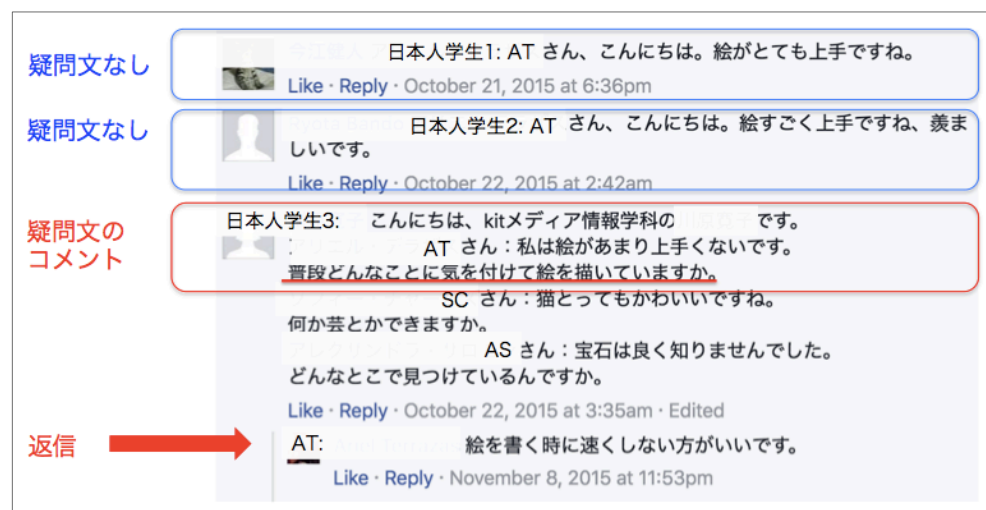 疑問文なし
日本人学生1: AT さん、こんにちは。絵がとても上手ですね。
Like · Reply · October 21, 2015 at 6:36pm
疑問文なし
日本人学生2: AT さん、こんにちは。絵すごく上手ですね、羨ま
しいです。
Like · Reply · October 22, 2015 at 2:42am
疑問文の
コメント
日本人学生3: こんにちは、kitメディア情報学科の です。
AT さん：私は絵があまり上手くないです。
普段どんなことに気を付けて絵を描いていますか。
SC さん：猫とってもかわいいですね。
何か芸とかできますか。
AS さん：宝石は良く知りませんでした。
どんなとこで見つけているんですか。
Like · Reply · October 22, 2015 at 3:35am · Edited
返信
AT: 絵を書く時に速くしない方がいいです。
Like · Reply · November 8, 2015 at 11:53pm